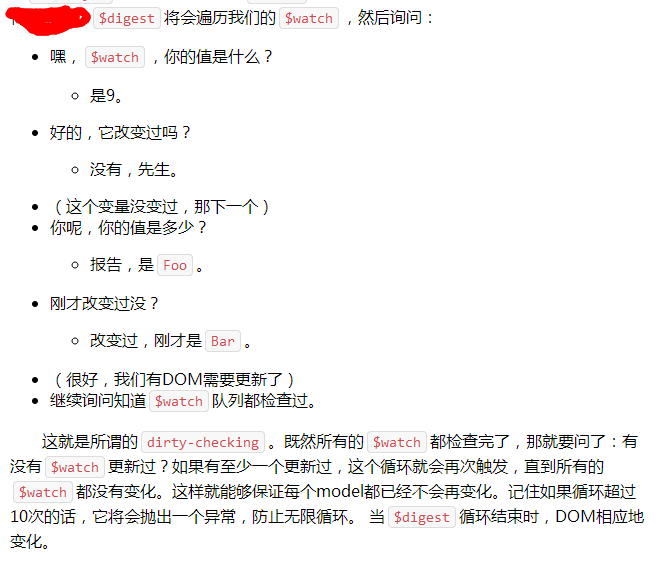 $digest 将会遍历我们的 $watch ，然后询问：
嘿， $watch ，你的值是什么？
是9。
好的，它改变过吗？
没有，先生。
（这个变量没变过，那下一个）
你呢，你的值是多少？
报告，是 Foo 。
刚才改变过没？
改变过，刚才是 Bar 。
（很好，我们有DOM需要更新了）
继续询问知道 $watch 队列都检查过。
这就是所谓的 dirty-checking 。既然所有的 $watch 都检查完了，那就要问了：有
没有 $watch 更新过？如果有至少一个更新过，这个循环就会再次触发，直到所有的
$watch 都没有变化。这样就能够保证每个model都已经不会再变化。记住如果循环超过
10次的话，它将会抛出一个异常，防止无限循环。 当 $digest 循环结束时，DOM相应地
变化。